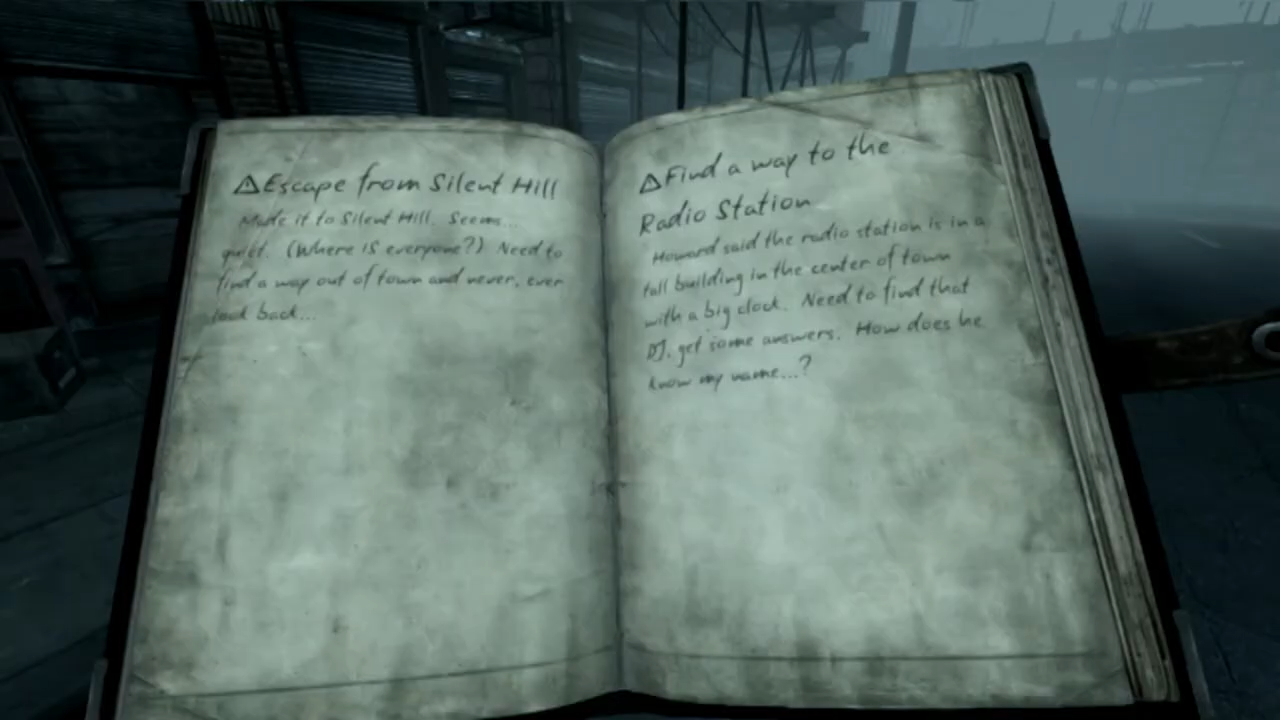 Escape from Silent Hill
Made it to Silent Hill. Seems...
quiet. (Where is everyone?) Need to
find a way out of town and never, ever
look back...
Find a way to the
Radio Station
Howard said the radio station is in a
tall building in the center of town
with a big clock. Need to find that
DJ, get some answers. How does he
know my name...?